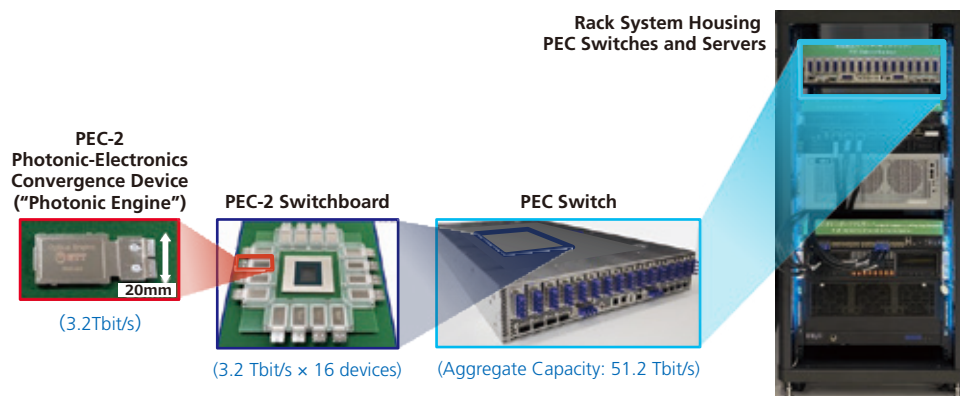 Rack System Housing
PEC Switches and Servers
PEC-2
Photonic-Electronics
Convergence Device
(“Photonic Engine”)
PEC-2 Switchboard
PEC Switch
NTT
20mm
(3.2Tbit/s)
(3.2 Tbit/s × 16 devices)
(Aggregate Capacity: 51.2 Tbit/s)